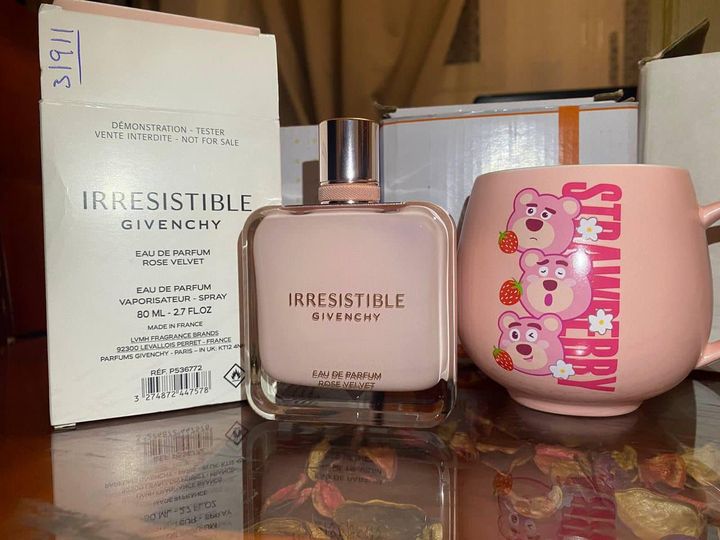 31911
DÉMONSTRATION - TESTER
VENTE INTERDITE - NOT FOR SALE
IRRESISTIBLE
GIVENCHY
EAU DE PARFUM
ROSE VELVET
EAU DE PARFUM
VAPORISATEUR - SPRAY
80 ML - 2.7 FL.OZ
MADE IN FRANCE
LVMH FRAGRANCE BRANDS
92300 LEVALLOIS PERRET - FRANCE
PARFUMS GIVENCHY - PARIS - IN UK: KT12 4N
RÉF. P536772
3 274872 447578
IRRESISTIBLE
GIVENCHY
EAU DE PARFUM
ROSE VELVET
STRAWBERRY